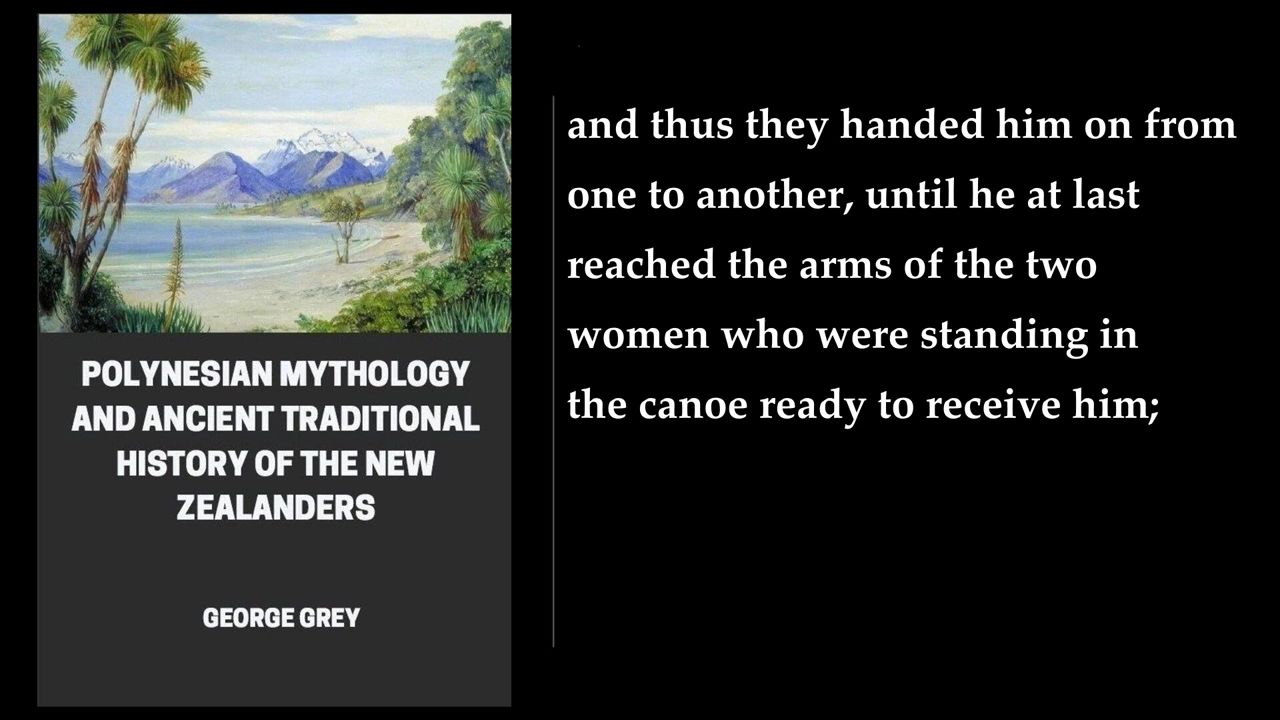 POLYNESIAN MYTHOLOGY
AND ANCIENT TRADITIONAL
HISTORY OF THE NEW
ZEALANDERS
GEORGE GREY
and thus they handed him on from
one to another, until he at last
reached the arms of the two
women who were standing in
the canoe ready to receive him;